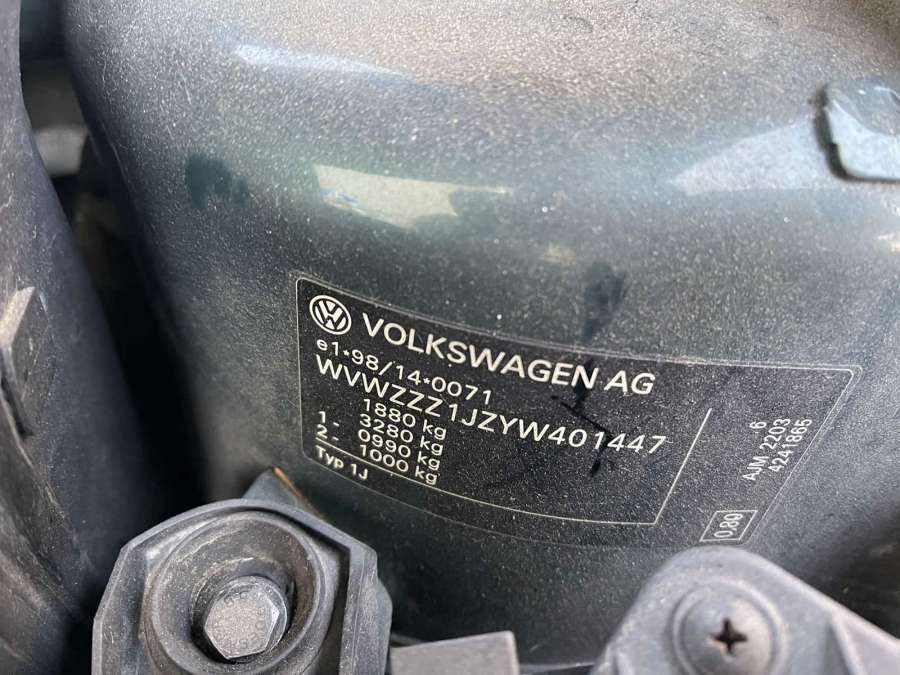 VOLKSWAGEN AG
e1*98/14*0071
WVWZZZ1JZYW401447
1880 kg
3280 kg
1.- 0990 kg
2.- 1000 kg
Typ 1J
6
AJM 2203
4241865
0,80